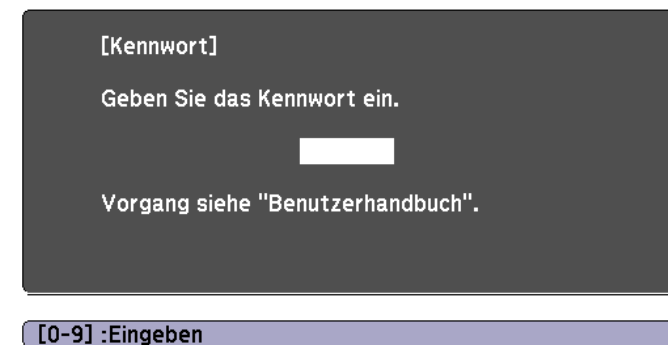 [Kennwort]
Geben Sie das Kennwort ein.
Vorgang siehe "Benutzerhandbuch".
[0-9] :Eingeben